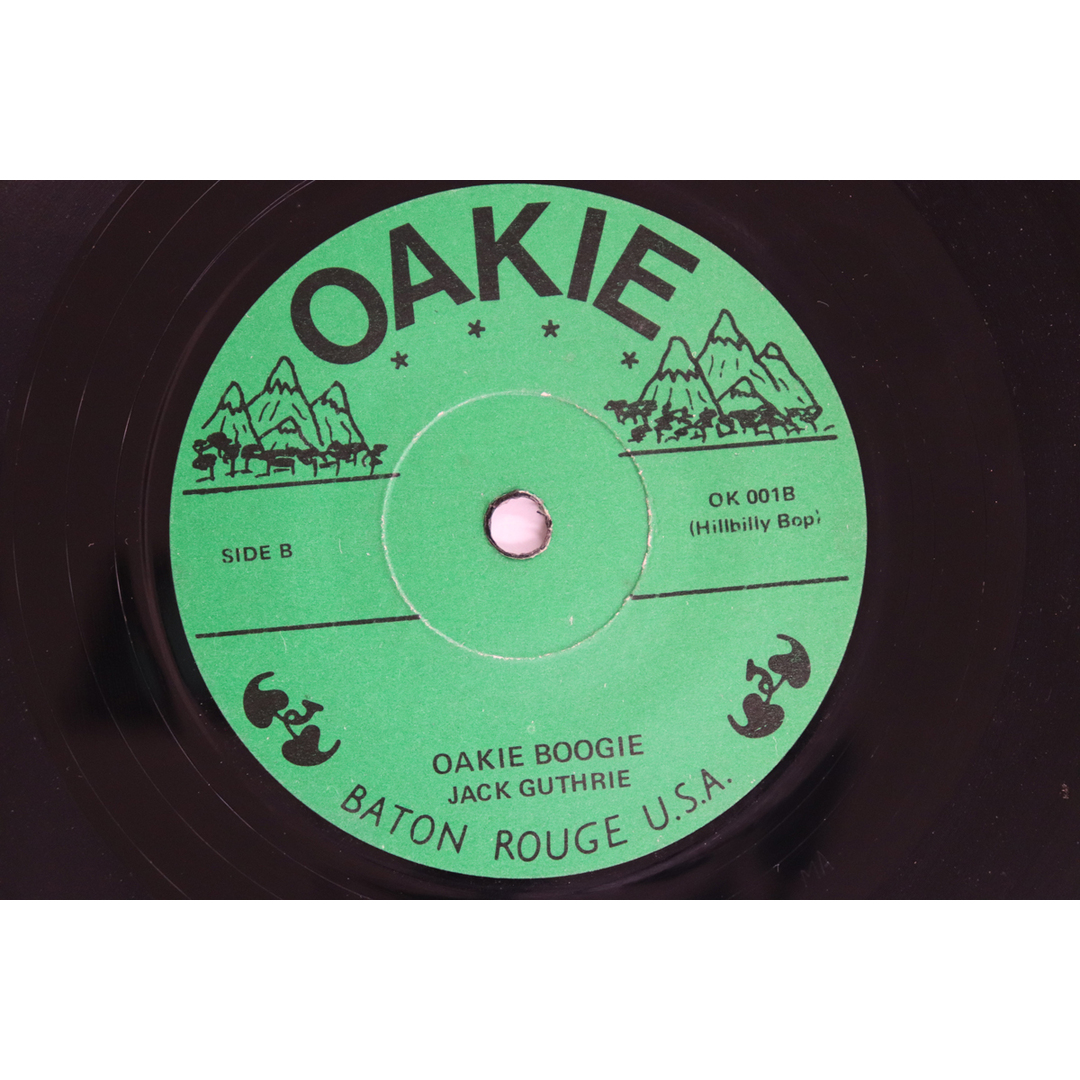 OAKIE
SIDE B
OK 001B
(Hillbilly Bop)
OAKIE BOOGIE
JACK GUTHRIE
BATON ROUGE U.S.A.